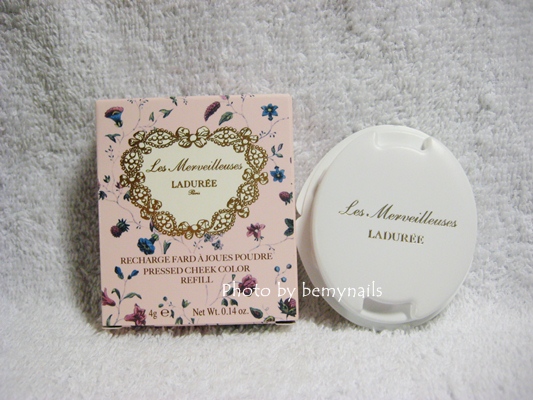 Les Merveilleuses
LADURÉE
Paris
RECHARGE FARD À JOUES POUDRE
PRESSED CHEEK COLOR
REFILL
4g ℮ Net Wt. 0.14 oz.
Les Merveilleuses
LADURÉE
Photo by bemynails